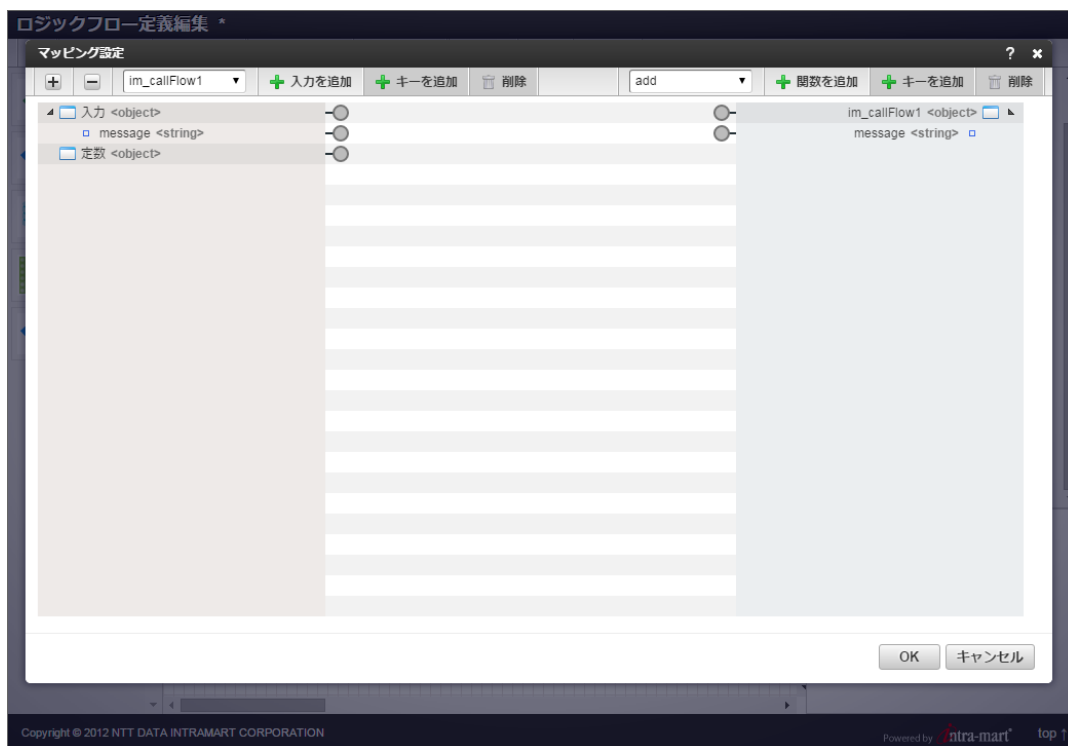 ロジックフロー定義編集 *
マッピング設定 ?
im_callFlow1 入力を追加 キーを追加 削除 add 関数を追加 キーを追加 削除
入力 <object> im_callFlow1 <object>
message <string> message <string>
定数 <object>
OK キャンセル
Copyright © 2012 NTT DATA INTRAMART CORPORATION Powered by intra-mart top ↑